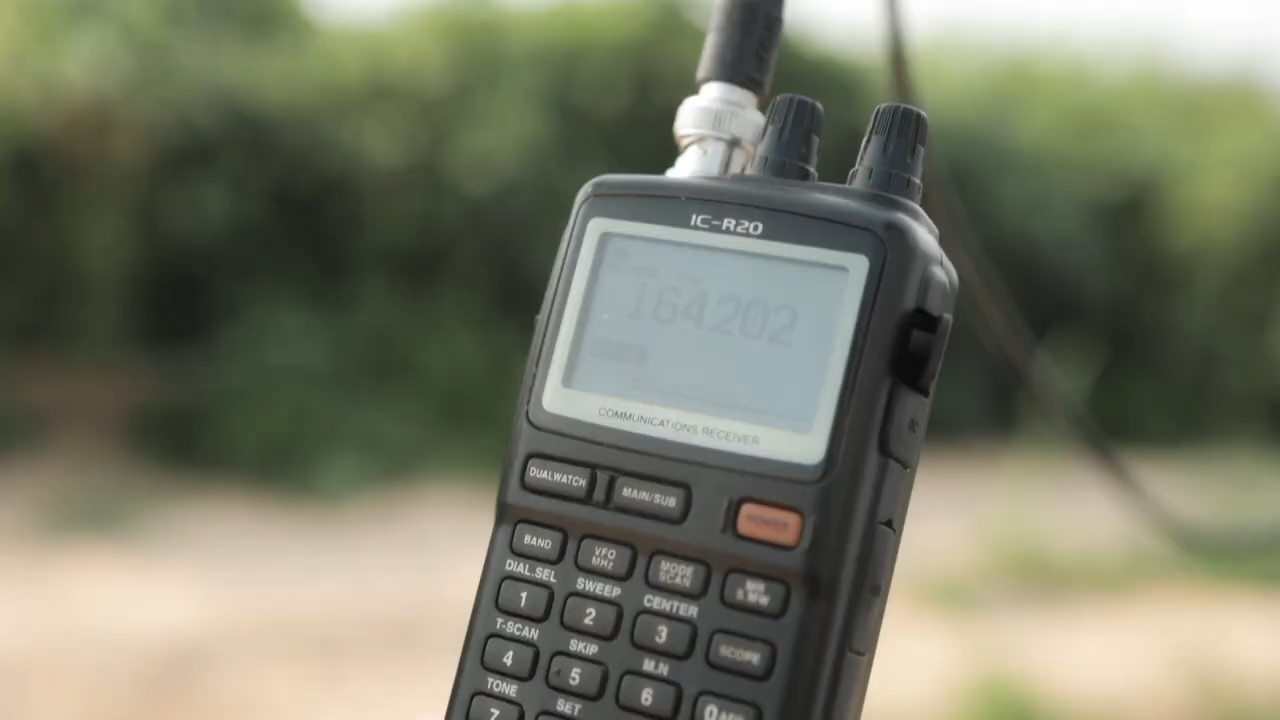 IC-R20
164202
COMMUNICATIONS RECEIVER
DUALWATCH MAIN/SUB POWER
BAND VFO MHz MODE SCAN
DIAL.SEL SWEEP CENTER
1 2 3 SCOPE
T-SCAN SKIP M.N
4 5 6
TONE SET
7